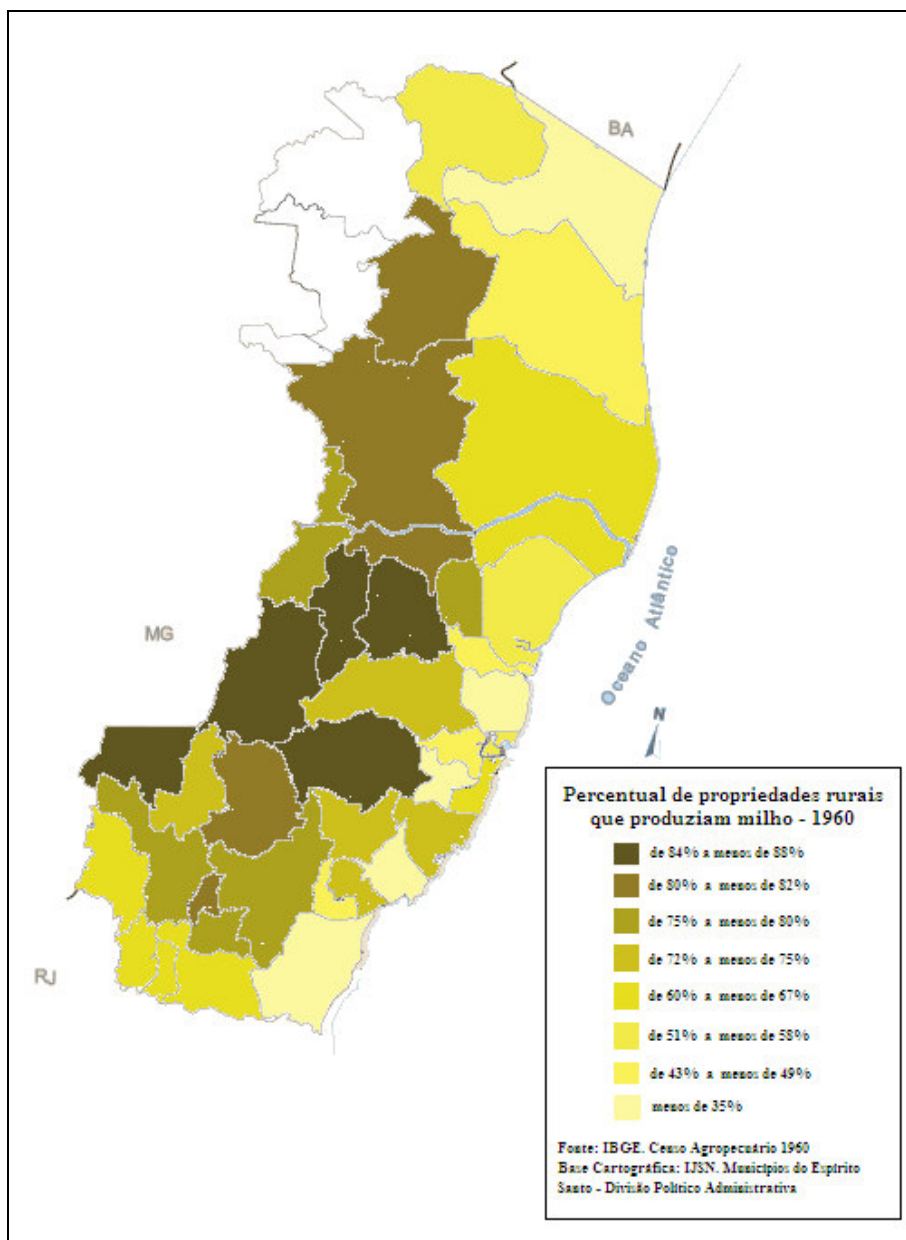 BA
MG
Oceano Atlântico
N
RJ
Percentual de propriedades rurais
que produziam milho - 1960
de 84% a menos de 88%
de 80% a menos de 82%
de 75% a menos de 80%
de 72% a menos de 75%
de 60% a menos de 67%
de 51% a menos de 58%
de 43% a menos de 49%
menos de 35%
Fonte: IBGE. Censo Agropecuário 1960
Base Cartográfica: IJSN. Municípios do Espírito
Santo - Divisão Político Administrativa